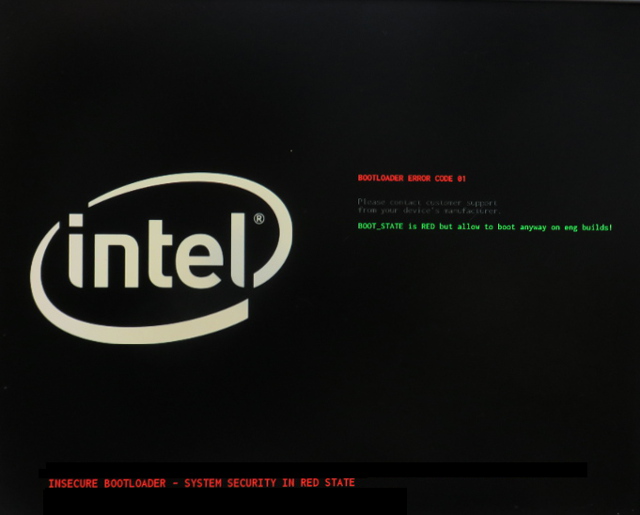 intel®
BOOTLOADER ERROR CODE 01
Please contact customer support
from your device's manufacturer.
BOOT_STATE is RED but allow to boot anyway on eng builds!
INSECURE BOOTLOADER - SYSTEM SECURITY IN RED STATE